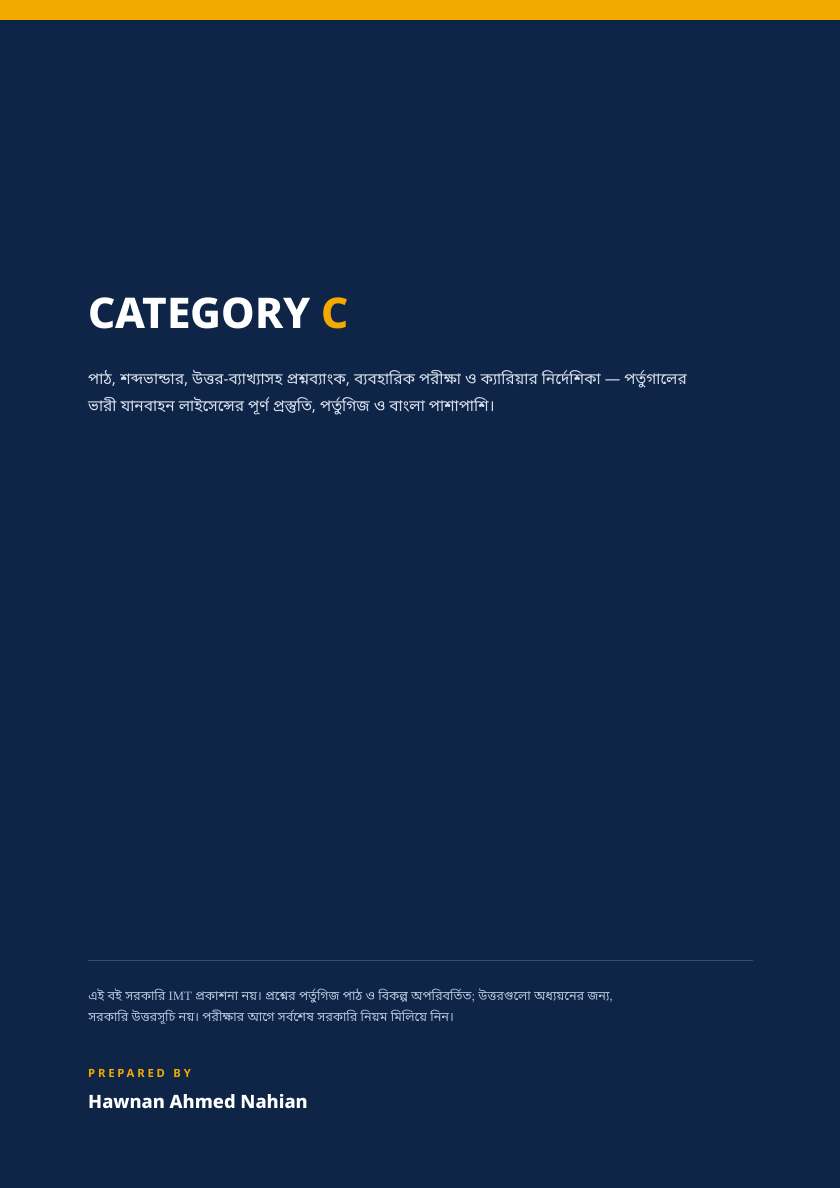 CATEGORY C
পাঠ, শব্দভান্ডার, উত্তর-ব্যাখ্যাসহ প্রশ্নব্যাংক, ব্যবহারিক পরীক্ষা ও ক্যারিয়ার নির্দেশিকা — পর্তুগালের
ভারী যানবাহন লাইসেন্সের পূর্ণ প্রস্তুতি, পর্তুগিজ ও বাংলা পাশাপাশি।
এই বই সরকারি IMT প্রকাশনা নয়। প্রশ্নের পর্তুগিজ পাঠ ও বিকল্প অপরিবর্তিত; উত্তরগুলো অধ্যয়নের জন্য,
সরকারি উত্তরসূচি নয়। পরীক্ষার আগে সর্বশেষ সরকারি নিয়ম মিলিয়ে নিন।
PREPARED BY
Hawnan Ahmed Nahian